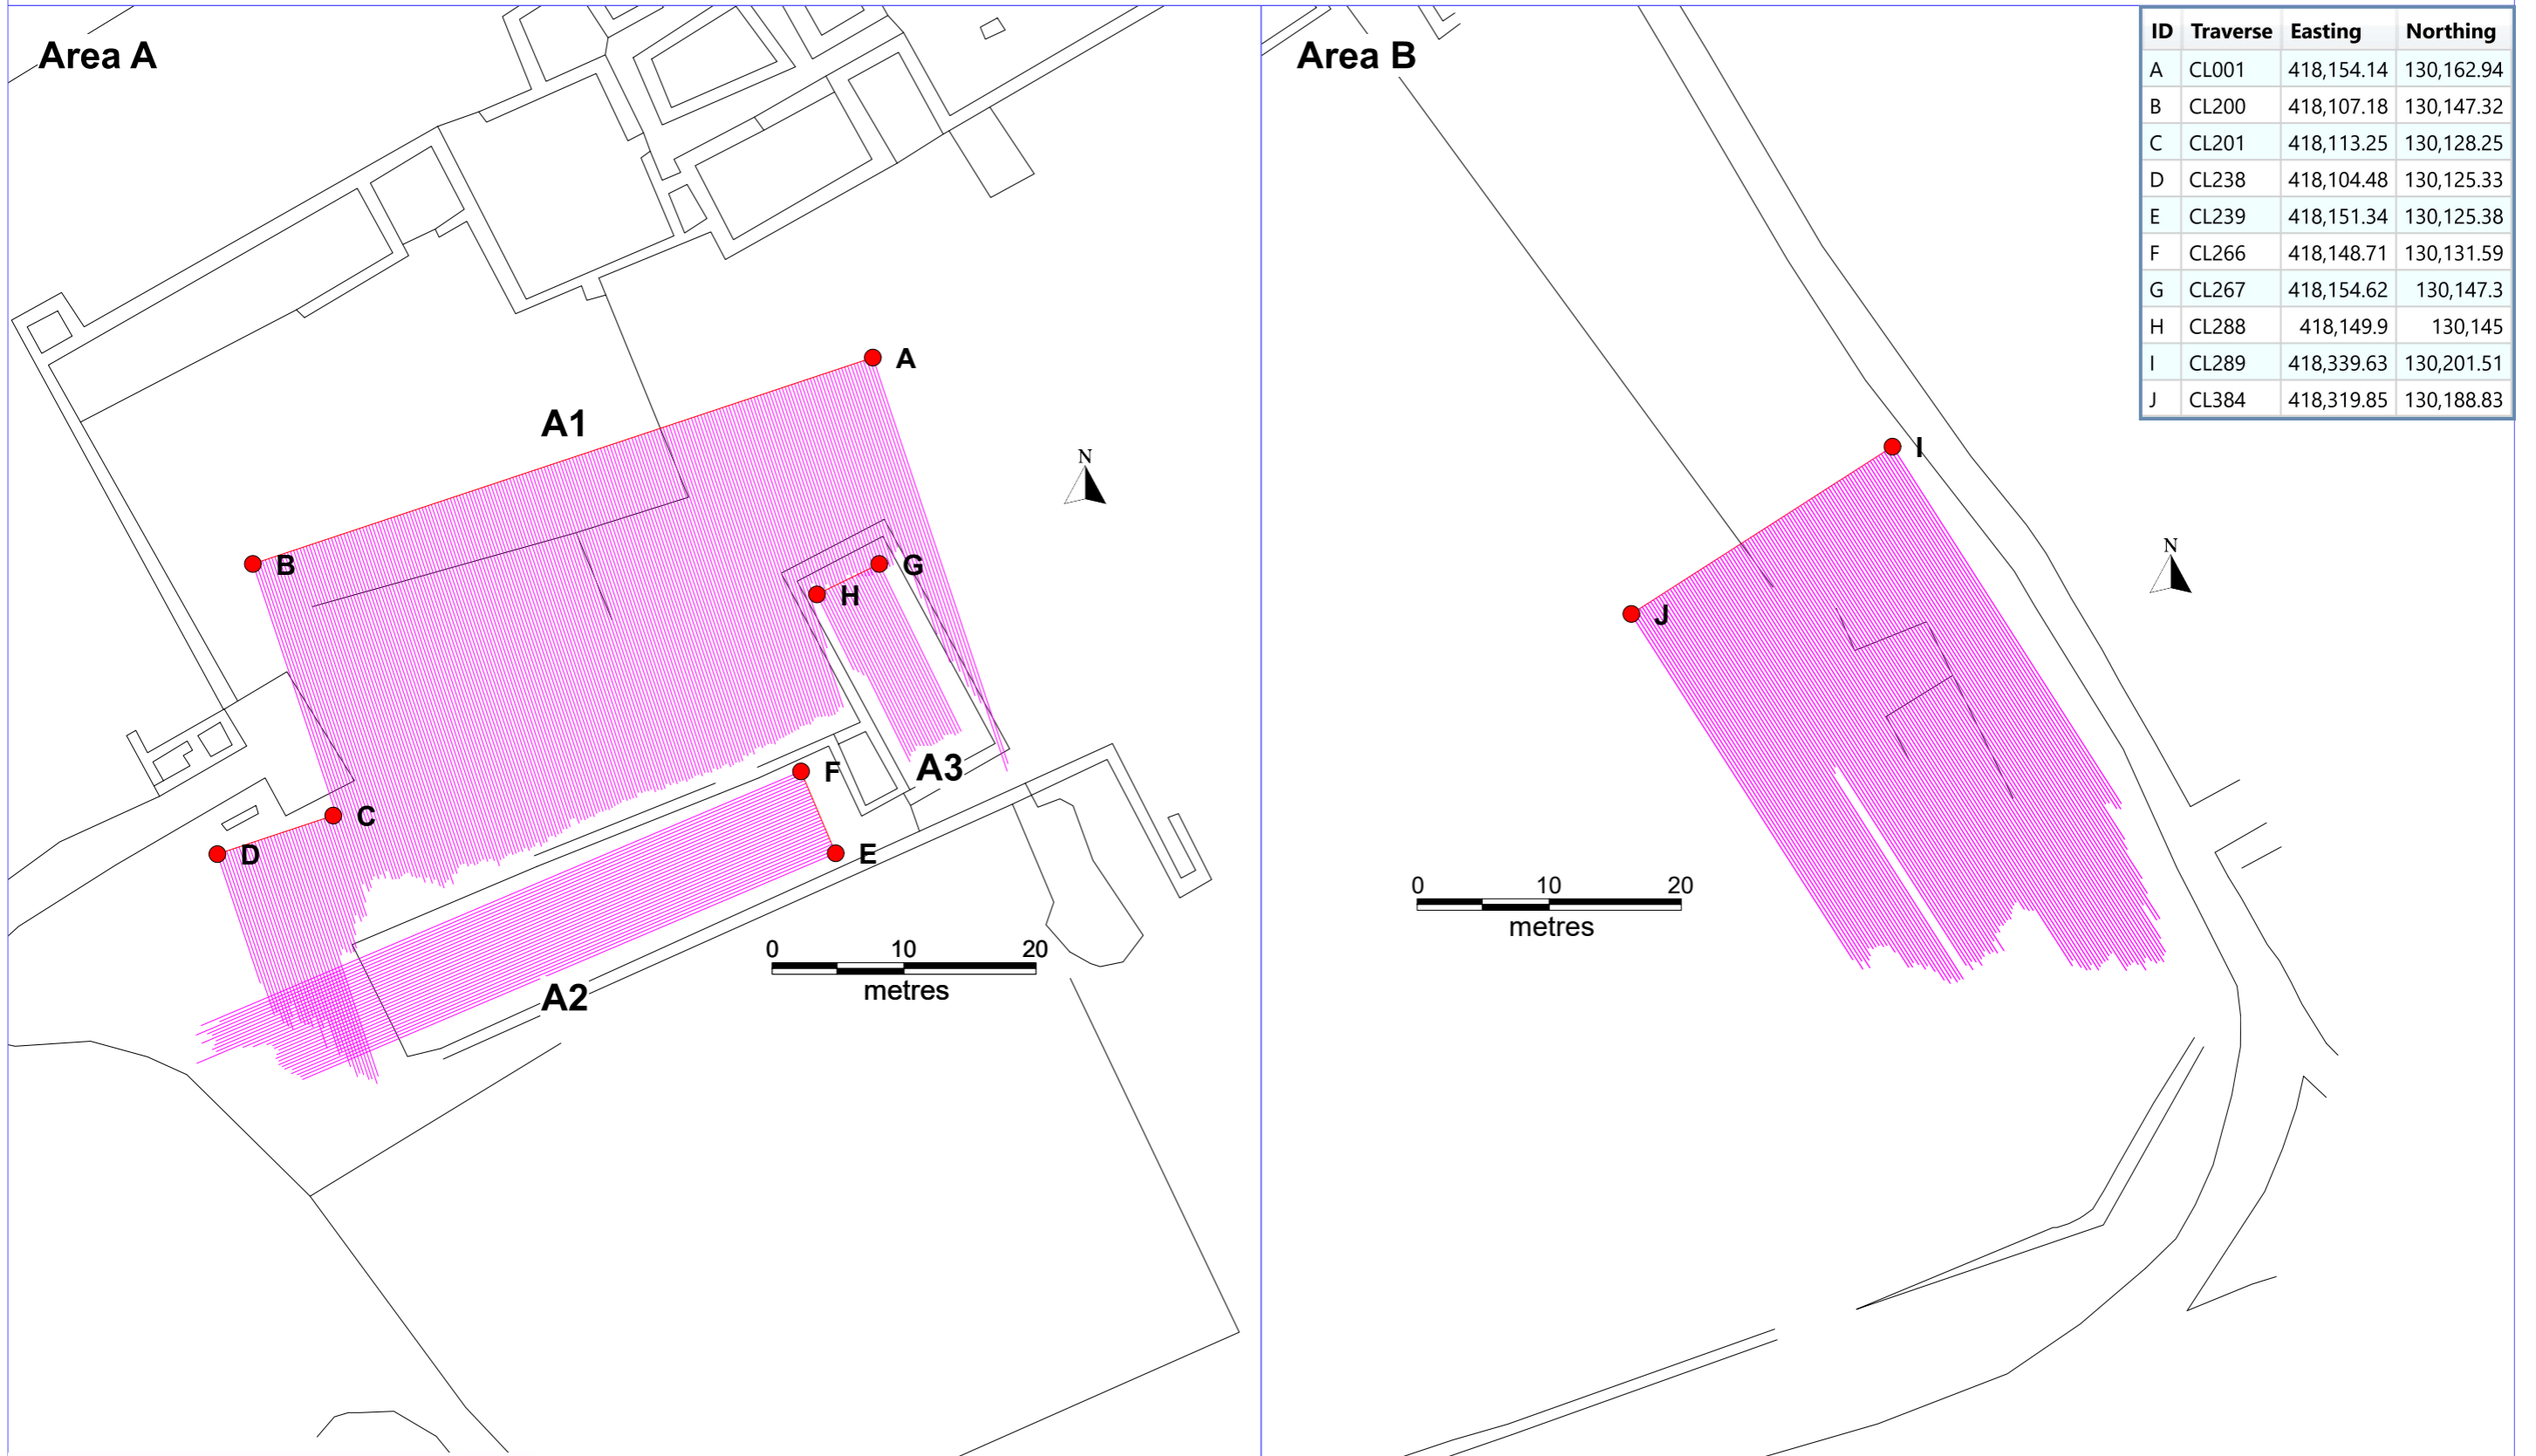 Area A
Area B
ID Traverse Easting Northing
A CL001 418,154.14 130,162.94
B CL200 418,107.18 130,147.32
C CL201 418,113.25 130,128.25
D CL238 418,104.48 130,125.33
E CL239 418,151.34 130,125.38
F CL266 418,148.71 130,131.59
G CL267 418,154.62 130,147.3
H CL288 418,149.9 130,145
I CL289 418,339.63 130,201.51
J CL384 418,319.85 130,188.83
A
A1
N
B
G
H
C
F
A3
D
E
A2
0 10 20
metres
I
N
J
0 10 20
metres